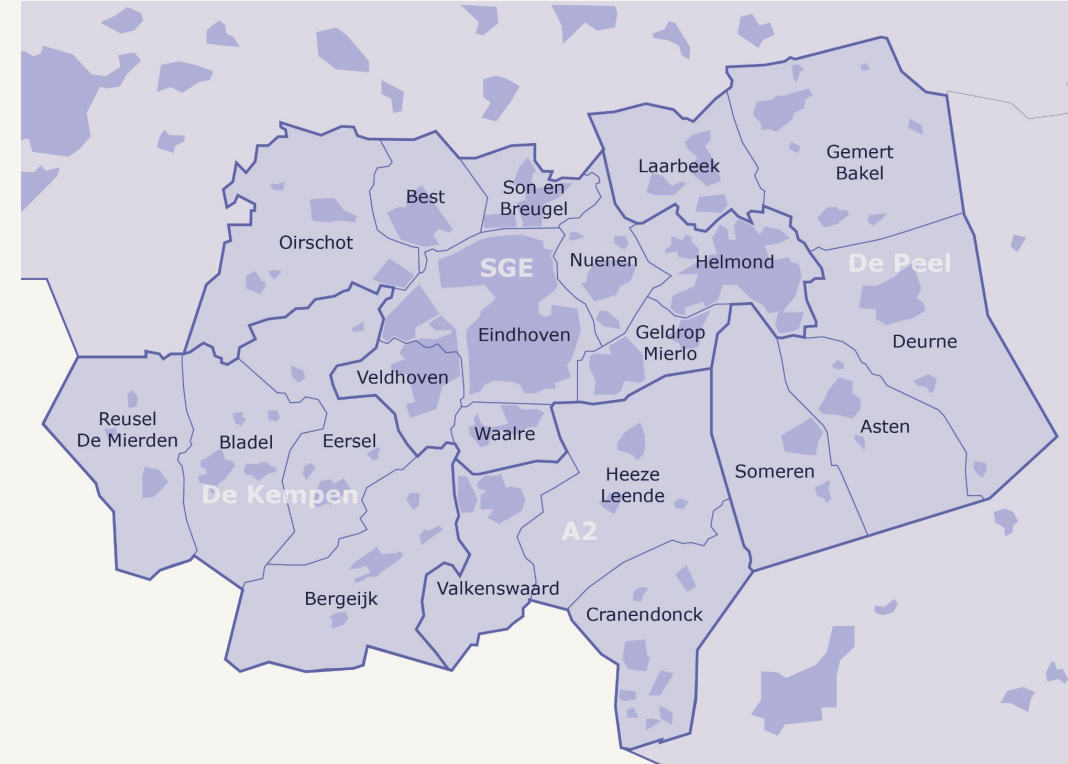 Gemert
Bakel
Laarbeek
Best
Son en
Breugel
Oirschot
SGE
Nuenen
Helmond
De Peel
Eindhoven
Geldrop
Mierlo
Deurne
Veldhoven
Reusel
De Mierden
Bladel
Eersel
Waalre
Asten
Heeze
Leende
Someren
De Kempen
A2
Bergeijk
Valkenswaard
Cranendonck